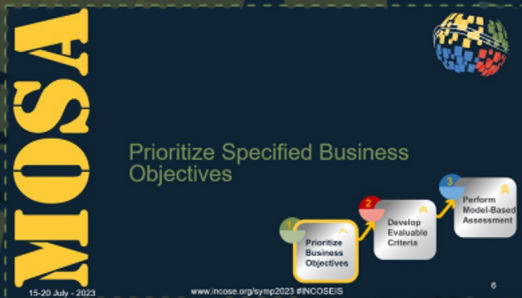 MOSA
Prioritize Specified Business
Objectives
1
Prioritize
Business
Objectives
2
Develop
Evaluable
Criteria
3
Perform
Model-Based
Assessment
15-20 July - 2023
www.incose.org/symp2023 #INCOSEIS
6